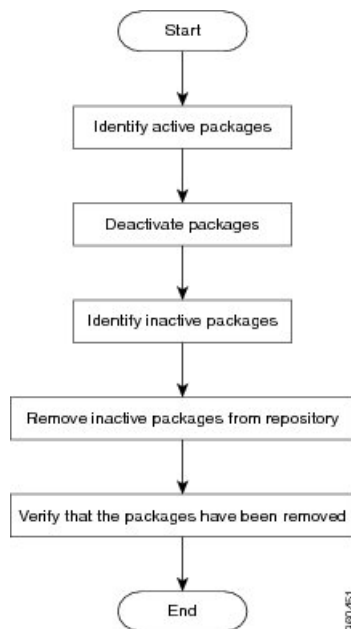 Start
Identify active packages
Deactivate packages
Identify inactive packages
Remove inactive packages from repository
Verify that the packages have been removed
End